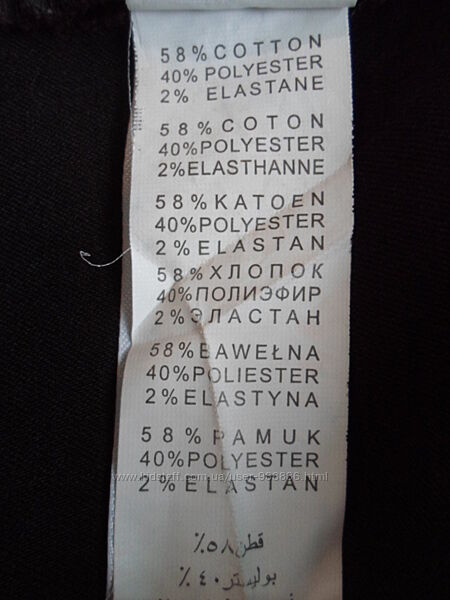 58% COTTON
40% POLYESTER
2% ELASTANE
58% COTON
40% POLYESTER
2% ELASTHANNE
58% KATOEN
40% POLYESTER
2% ELASTAN
58% ХЛОПОК
40% ПОЛИЭФИР
2% ЭЛАСТАН
58% BAWEŁNA
40% POLIESTER
2% ELASTYNA
58% PAMUK
40% POLYESTER
2% ELASTAN
قطن ٥٨٪
بوليستر ٤٠٪